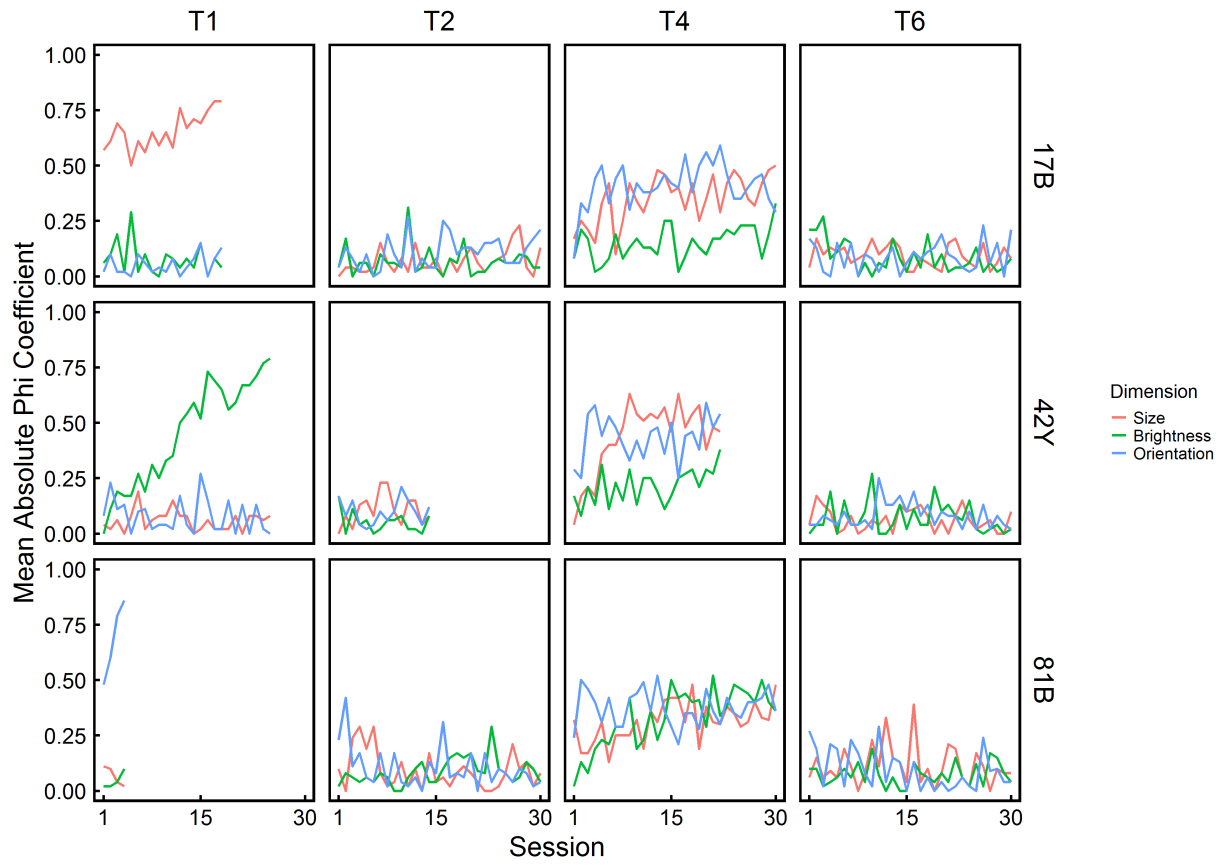 T1 T2 T4 T6
1.00
0.75
0.50
0.25
0.00
17B
1.00
0.75
0.50
0.25
0.00
42Y
1.00
0.75
0.50
0.25
0.00
81B
Mean Absolute Phi Coefficient
1 15 30 1 15 30 1 15 30 1 15 30
Session
Dimension
Size
Brightness
Orientation